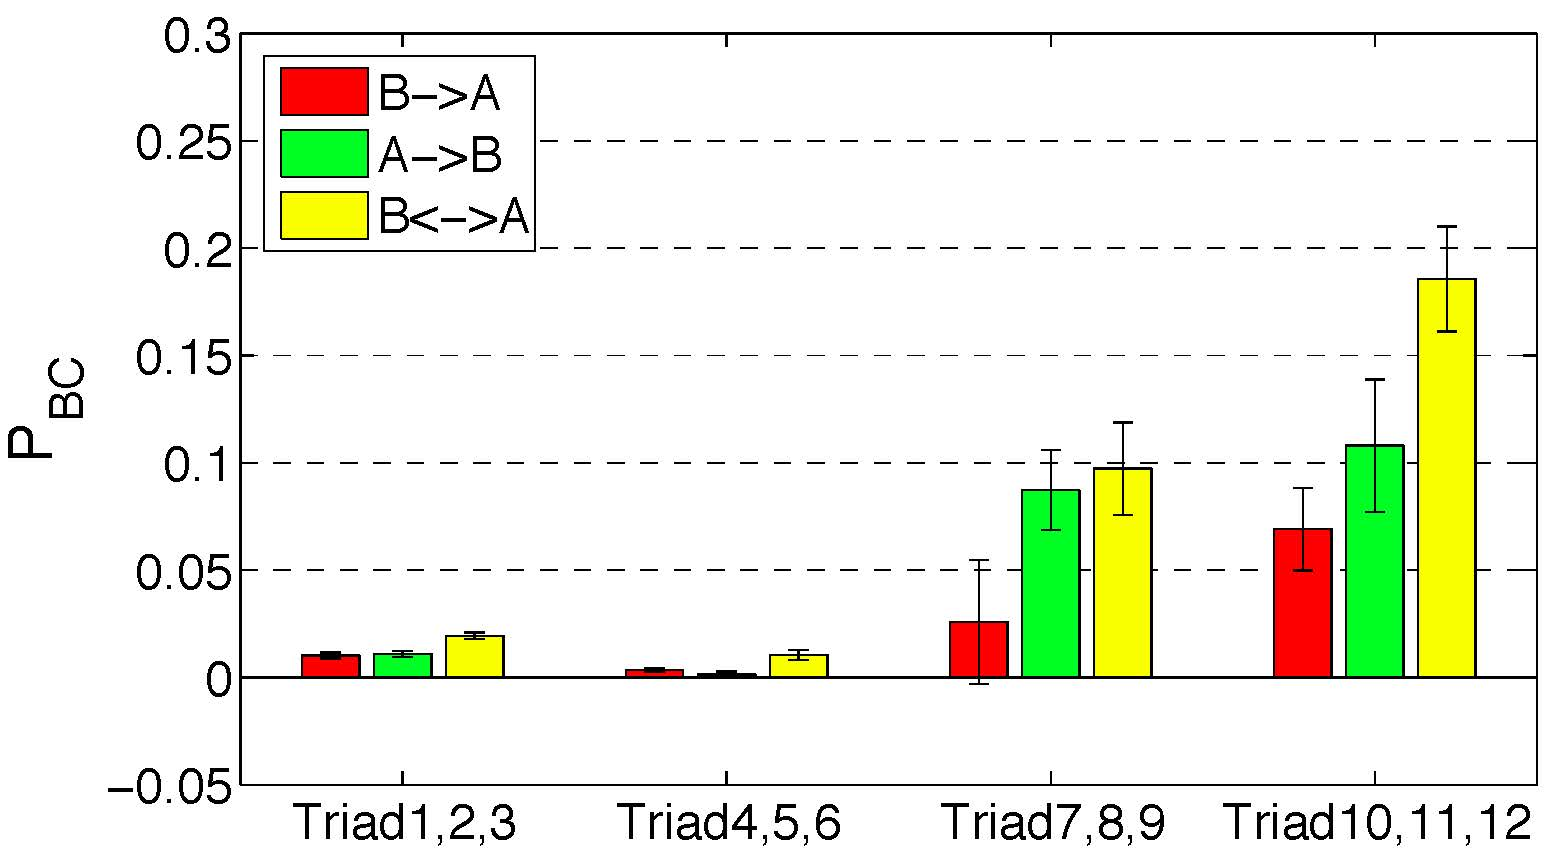 0.3
0.25
0.2
0.15
0.1
0.05
0
−0.05
P_BC
B−>A
A−>B
B<−>A
Triad1,2,3
Triad4,5,6
Triad7,8,9
Triad10,11,12